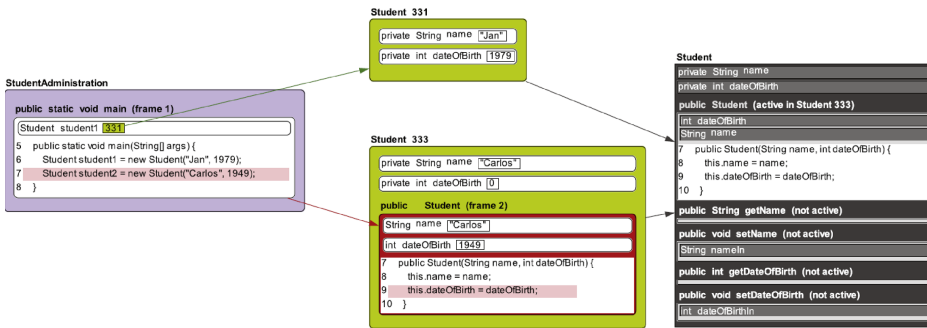 Student 331
private String name "Jan"
private int dateOfBirth 1979
StudentAdministration
public static void main (frame 1)
Student student1 331
5 public static void main(String[] args) {
6 Student student1 = new Student("Jan", 1979);
7 Student student2 = new Student("Carlos", 1949);
8 }
Student 333
private String name "Carlos"
private int dateOfBirth 0
public Student (frame 2)
String name "Carlos"
int dateOfBirth 1949
7 public Student(String name, int dateOfBirth) {
8 this.name = name;
9 this.dateOfBirth = dateOfBirth;
10 }
Student
private String name
private int dateOfBirth
public Student (active in Student 333)
int dateOfBirth
String name
7 public Student(String name, int dateOfBirth) {
8 this.name = name;
9 this.dateOfBirth = dateOfBirth;
10 }
public String getName (not active)
public void setName (not active)
String nameIn
public int getDateOfBirth (not active)
public void setDateOfBirth (not active)
int dateOfBirthIn